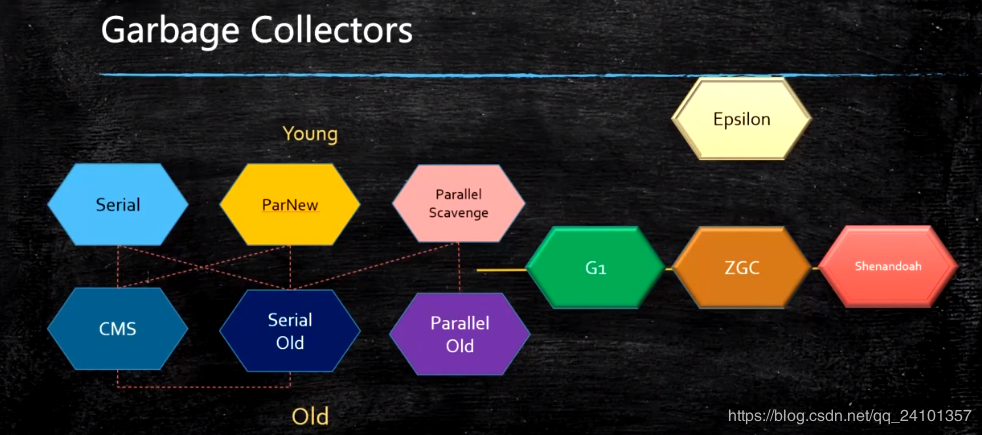 Garbage Collectors
Epsilon
Young
Serial
ParNew
Parallel
Scavenge
G1
ZGC
Shenandoah
CMS
Serial
Old
Parallel
Old
Old
https://blog.csdn.net/qq_24101357